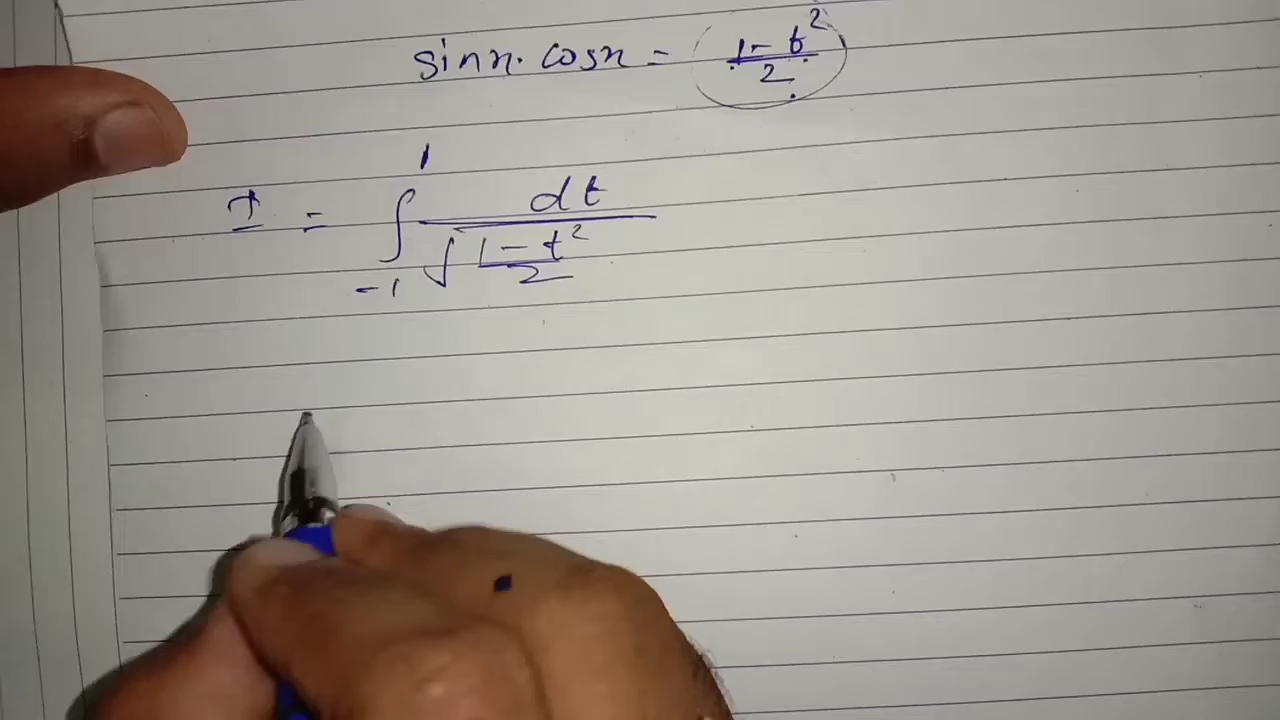 sinx. cosx = (1-t²)/2
I = ∫₋₁¹ dt/√((1-t²)/2)